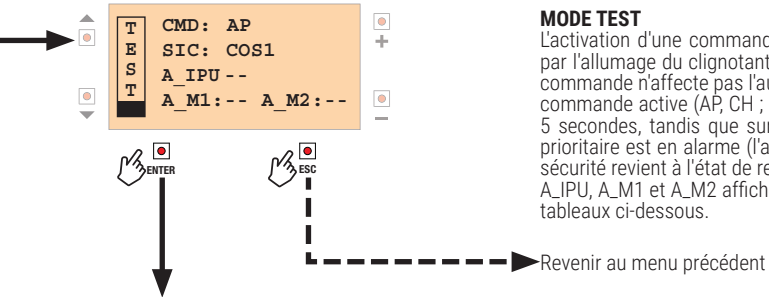 T
E
S
T
CMD: AP
SIC: COS1
A_IPU --
A_M1:-- A_M2:--
+
−
ENTER
ESC
MODE TEST
L'activation d'une command
par l'allumage du clignotant
commande n'affecte pas l'au
commande active (AP, CH ;
5 secondes, tandis que sur
prioritaire est en alarme (l'a
sécurité revient à l'état de re
A_IPU, A_M1 et A_M2 affich
tableaux ci-dessous.
Revenir au menu précédent